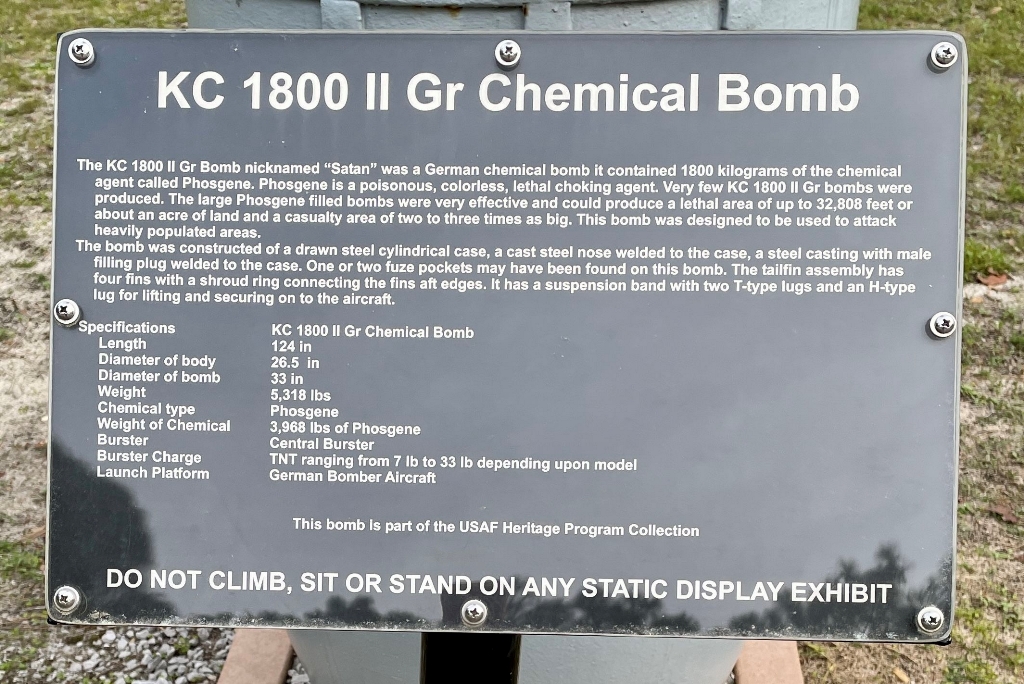 KC 1800 II Gr Chemical Bomb
The KC 1800 II Gr Bomb nicknamed “Satan” was a German chemical bomb it contained 1800 kilograms of the chemical
agent called Phosgene. Phosgene is a poisonous, colorless, lethal choking agent. Very few KC 1800 II Gr bombs were
produced. The large Phosgene filled bombs were very effective and could produce a lethal area of up to 32,808 feet or
about an acre of land and a casualty area of two to three times as big. This bomb was designed to be used to attack
heavily populated areas.
The bomb was constructed of a drawn steel cylindrical case, a cast steel nose welded to the case, a steel casting with male
filling plug welded to the case. One or two fuze pockets may have been found on this bomb. The tailfin assembly has
four fins with a shroud ring connecting the fins aft edges. It has a suspension band with two T-type lugs and an H-type
lug for lifting and securing on to the aircraft.
Specifications KC 1800 II Gr Chemical Bomb
Length 124 in
Diameter of body 26.5 in
Diameter of bomb 33 in
Weight 5,318 lbs
Chemical type Phosgene
Weight of Chemical 3,968 lbs of Phosgene
Burster Central Burster
Burster Charge TNT ranging from 7 lb to 33 lb depending upon model
Launch Platform German Bomber Aircraft
This bomb is part of the USAF Heritage Program Collection
DO NOT CLIMB, SIT OR STAND ON ANY STATIC DISPLAY EXHIBIT